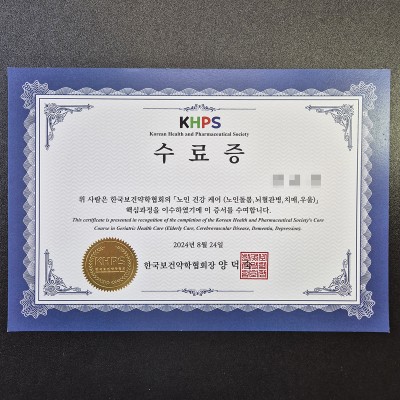 KHPS
Korean Health and Pharmaceutical Society
수 료 증
위 사람은 한국보건약학협회의 「노인 건강 케어 (노인돌봄,뇌혈관병,치매,우울)」
핵심과정을 이수하였기에 이 증서를 수여합니다.
This certificate is presented in recognition of the completion of the Korean Health and Pharmaceutical Society's Core
Course in Geriatric Health Care (Elderly Care, Cerebrovascular Disease, Dementia, Depression).
2024년 8월 24일
KHPS
한국보건약학협회장 양 덕